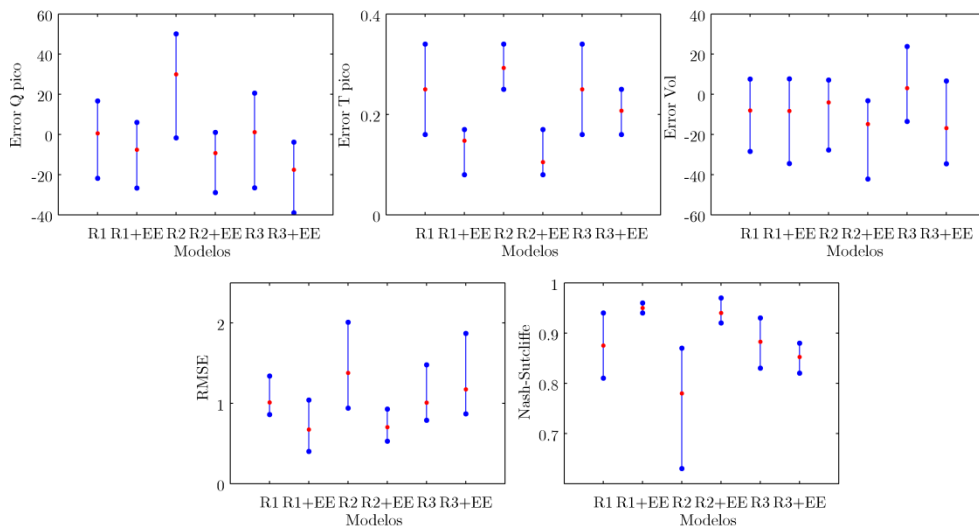 Error Q pico
60
40
20
0
-20
-40
R1 R1+EE R2 R2+EE R3 R3+EE
Modelos
Error T pico
0.4
0.2
0
R1 R1+EE R2 R2+EE R3 R3+EE
Modelos
Error Vol
40
20
0
-20
-40
-60
R1 R1+EE R2 R2+EE R3 R3+EE
Modelos
RMSE
2
1
0
R1 R1+EE R2 R2+EE R3 R3+EE
Modelos
Nash-Sutcliffe
1
0.9
0.8
0.7
R1 R1+EE R2 R2+EE R3 R3+EE
Modelos